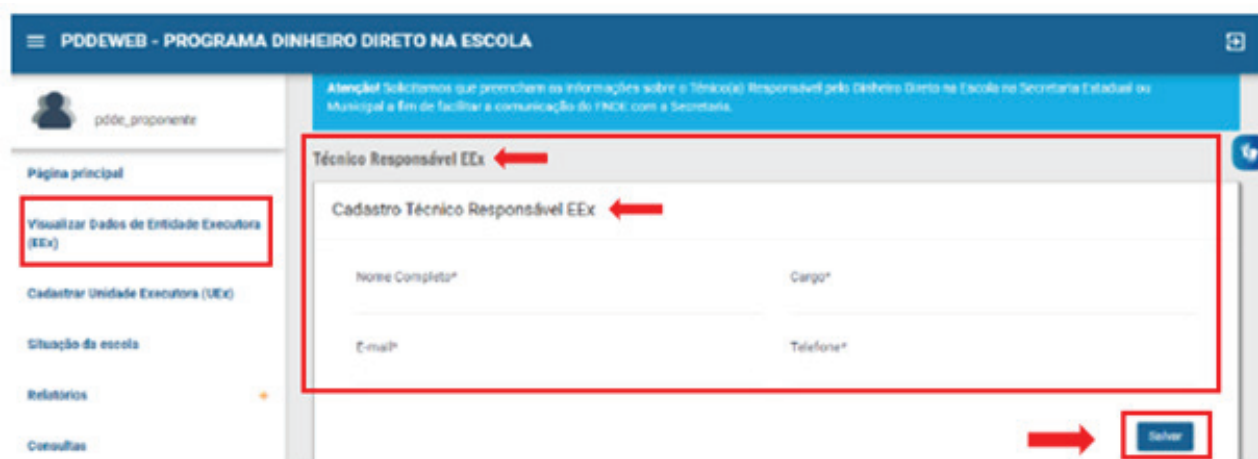 PDDEWEB - PROGRAMA DINHEIRO DIRETO NA ESCOLA
pdde_proponente
Página principal
Visualizar Dados de Entidade Executora
(EEx)
Cadastrar Unidade Executora (UEx)
Situação da escola
Relatórios
Consultas
Atenção! Solicitamos que preencham as informações sobre o Ténico(a) Responsável pelo Dinheiro Direto na Escola na Secretaria Estadual ou
Municipal a fim de facilitar a comunicação do FNDE com a Secretaria.
Técnico Responsável EEx
Cadastro Técnico Responsável EEx
Nome Completo*
Cargo*
E-mail*
Telefone*
Salvar